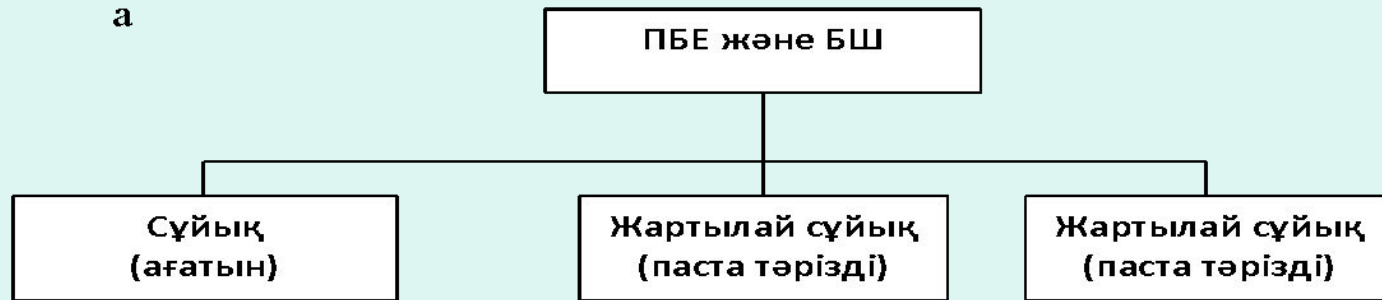 а
ПБЕ және БШ
Сұйық
(ағатын)
Жартылай сұйық
(паста тәрізді)
Жартылай сұйық
(паста тәрізді)